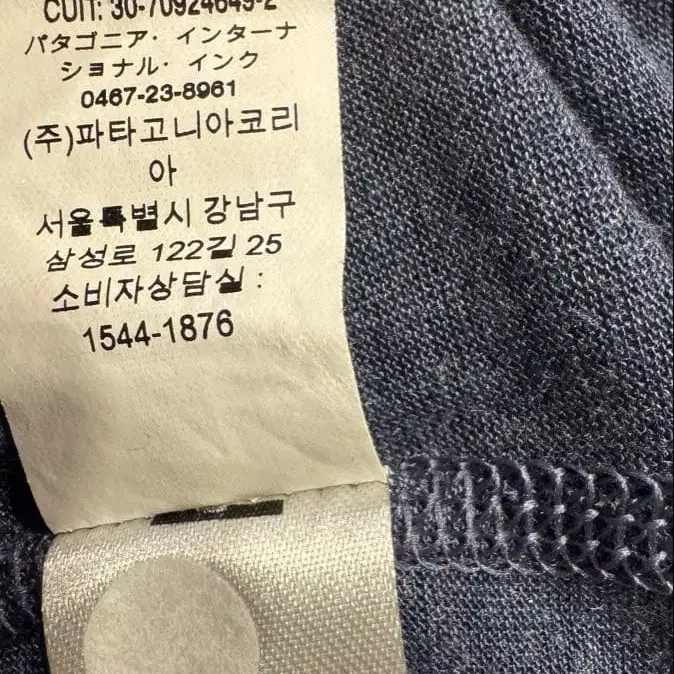 CUIT: 30-70924649-2
パタゴニア・インターナ
ショナル・インク
0467-23-8961
(주)파타고니아코리
아
서울특별시 강남구
삼성로 122길 25
소비자상담실 :
1544-1876